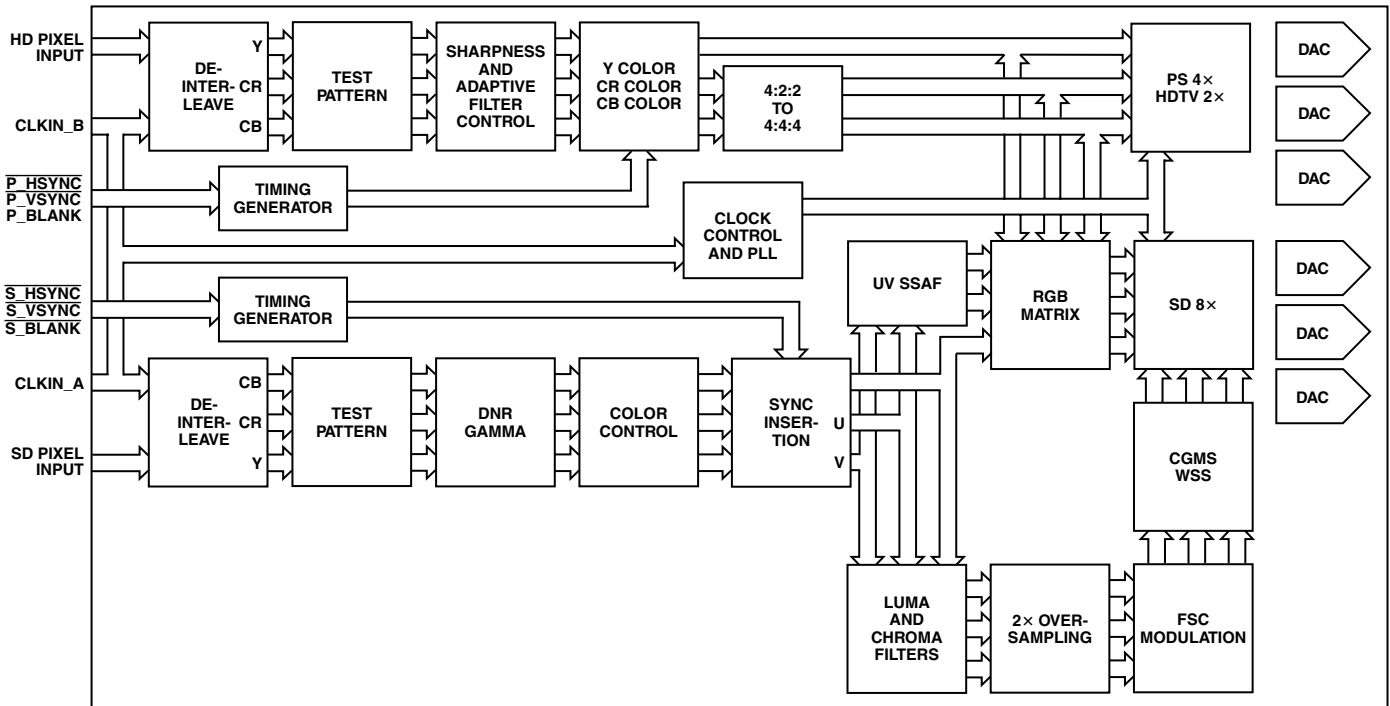 HD PIXEL
INPUT
CLKIN_B
P_HSYNC
P_VSYNC
P_BLANK
S_HSYNC
S_VSYNC
S_BLANK
CLKIN_A
SD PIXEL
INPUT
DE-
INTER-
LEAVE
Y
CR
CB
TEST
PATTERN
SHARPNESS
AND
ADAPTIVE
FILTER
CONTROL
Y COLOR
CR COLOR
CB COLOR
4:2:2
TO
4:4:4
PS 4×
HDTV 2×
DAC
DAC
DAC
TIMING
GENERATOR
CLOCK
CONTROL
AND PLL
TIMING
GENERATOR
UV SSAF
RGB
MATRIX
SD 8×
DAC
DAC
DAC
DE-
INTER-
LEAVE
CB
CR
Y
TEST
PATTERN
DNR
GAMMA
COLOR
CONTROL
SYNC
INSER-
TION
U
V
CGMS
WSS
LUMA
AND
CHROMA
FILTERS
2× OVER-
SAMPLING
FSC
MODULATION